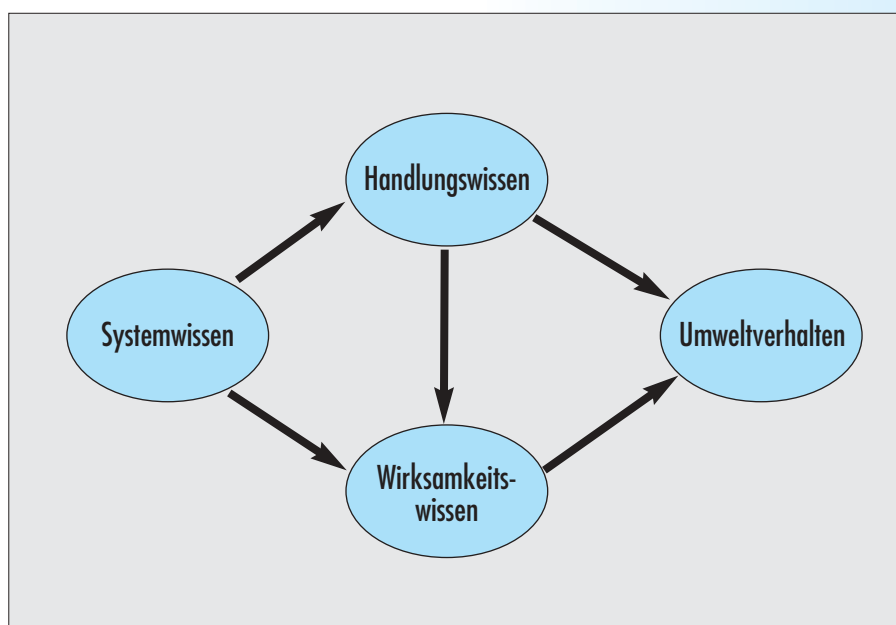 Handlungswissen
Systemwissen
Umweltverhalten
Wirksamkeits-
wissen